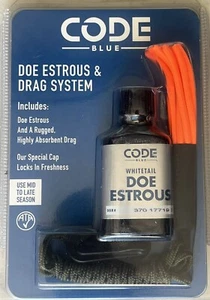 CODE
BLUE
DOE ESTROUS &
DRAG SYSTEM
Includes:
Doe Estrous
And A Rugged,
Highly Absorbent Drag
Our Special Cap
Locks In Freshness
USE MID
TO LATE
SEASON
ATA
CODE
BLUE
WHITETAIL
DOE
ESTROUS